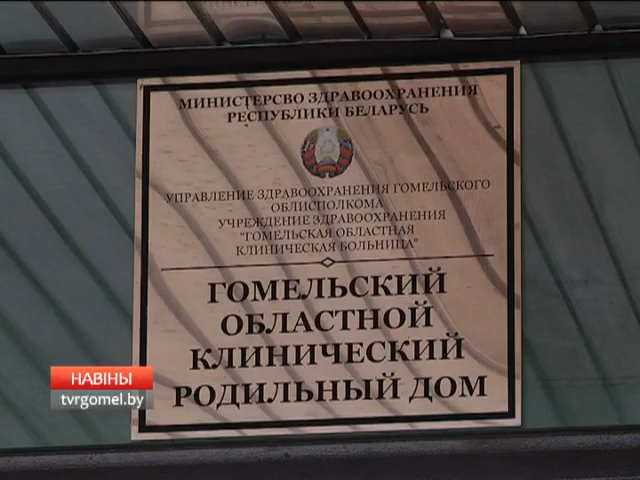 МИНИСТЕРСВО ЗДРАВООХРАНЕНИЯ
РЕСПУБЛИКИ БЕЛАРУСЬ
УПРАВЛЕНИЕ ЗДРАВООХРАНЕНИЯ ГОМЕЛЬСКОГО
ОБЛИСПОЛКОМА
УЧРЕЖДЕНИЕ ЗДРАВООХРАНЕНИЯ
"ГОМЕЛЬСКАЯ ОБЛАСТНАЯ
КЛИНИЧЕСКАЯ БОЛЬНИЦА"
ГОМЕЛЬСКИЙ
ОБЛАСТНОЙ
КЛИНИЧЕСКИЙ
РОДИЛЬНЫЙ ДОМ
НАВІНЫ
tvrgomel.by